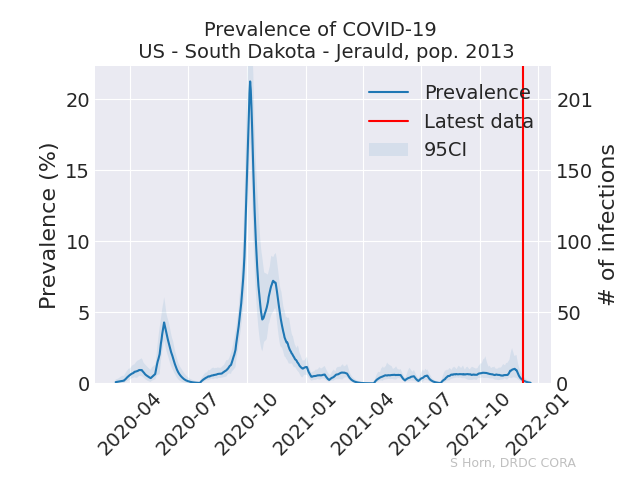 Prevalence of COVID-19
US - South Dakota - Jerauld, pop. 2013
Prevalence
Latest data
95CI
Prevalence (%)
20
15
10
5
0
# of infections
201
150
100
50
0
2020-04
2020-07
2020-10
2021-01
2021-04
2021-07
2021-10
2022-01
S Horn, DRDC CORA